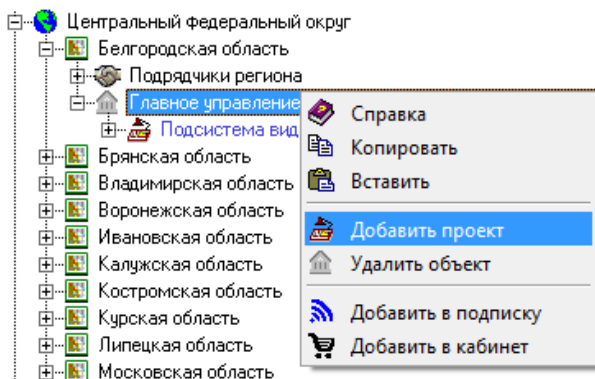 Центральный федеральный округ
Белгородская область
Подрядчики региона
Главное управление
Подсистема вид
Брянская область
Владимирская область
Воронежская область
Ивановская область
Калужская область
Костромская область
Курская область
Липецкая область
Московская область
Справка
Копировать
Вставить
Добавить проект
Удалить объект
Добавить в подписку
Добавить в кабинет